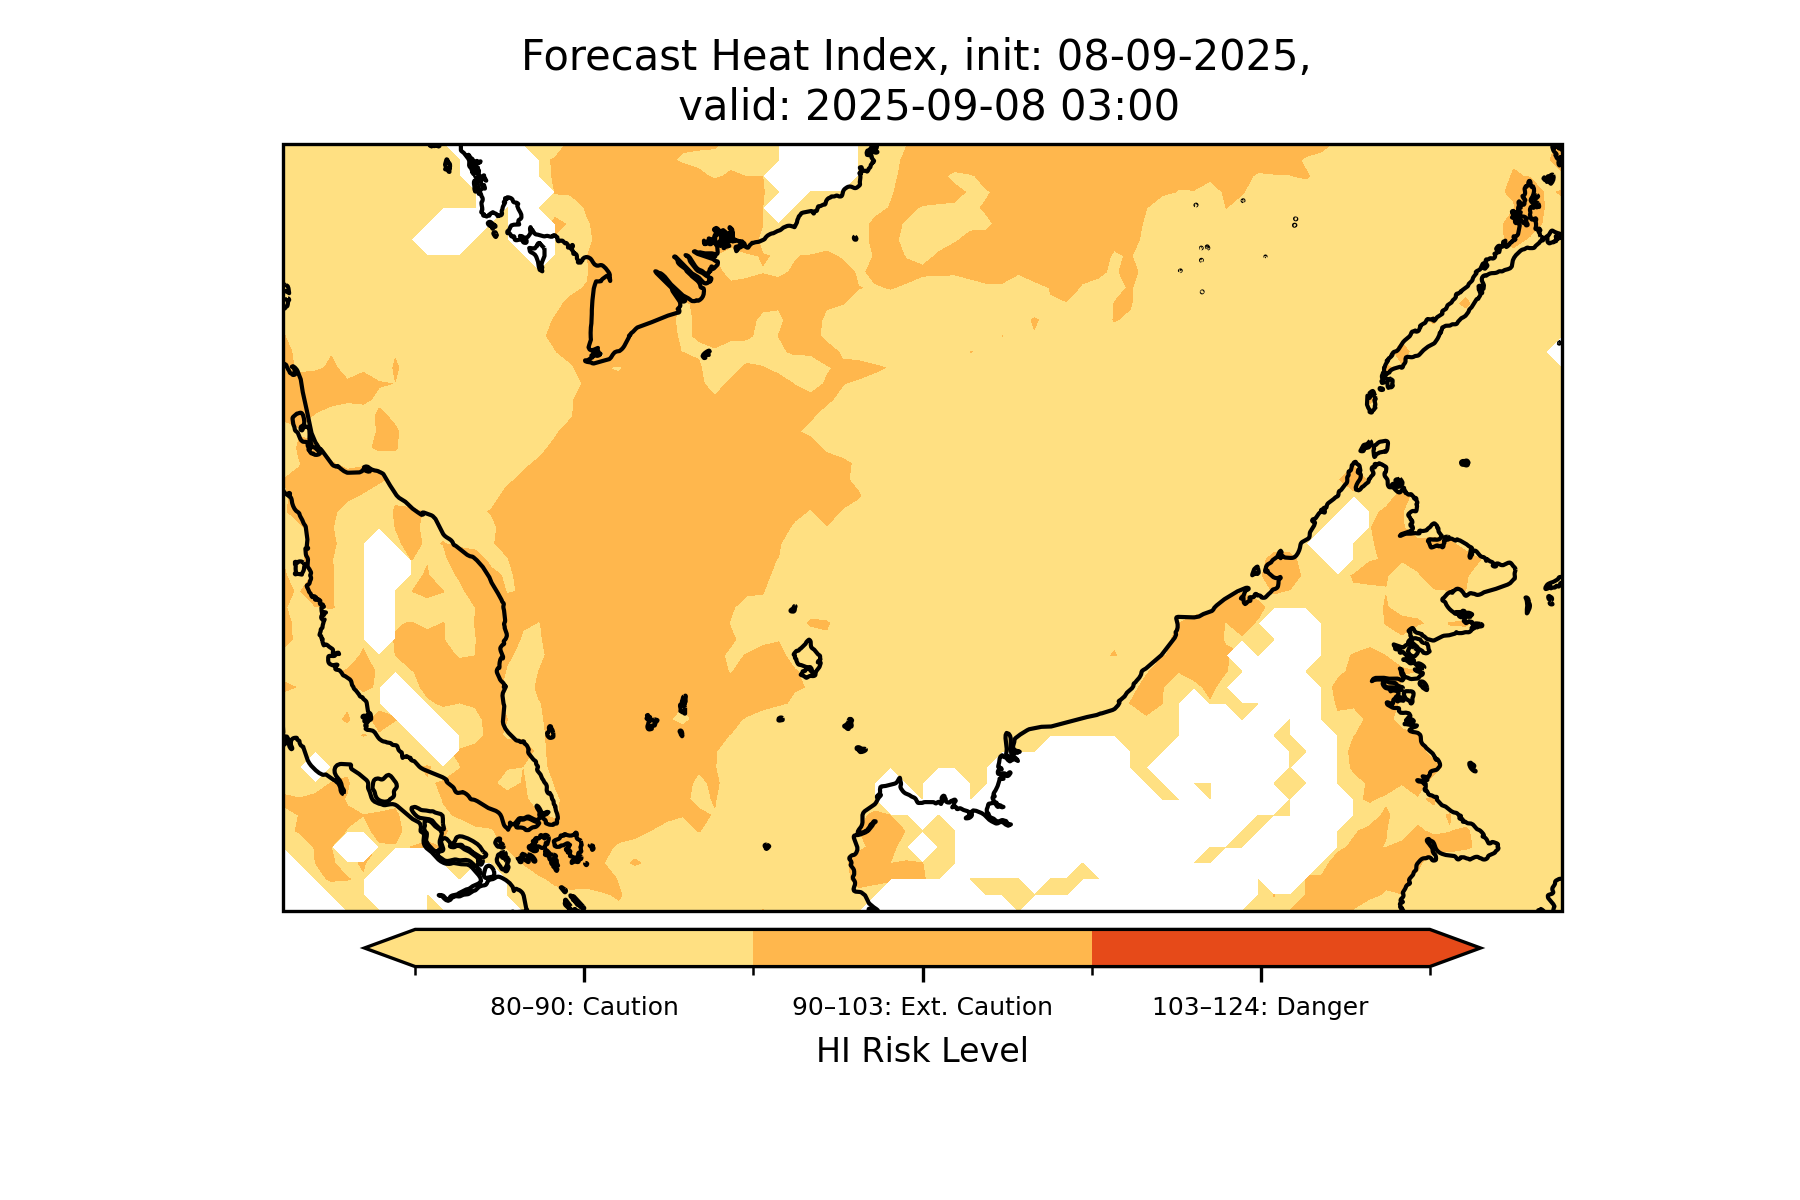 Forecast Heat Index, init: 08-09-2025,
valid: 2025-09-08 03:00
80–90: Caution
90–103: Ext. Caution
103–124: Danger
HI Risk Level